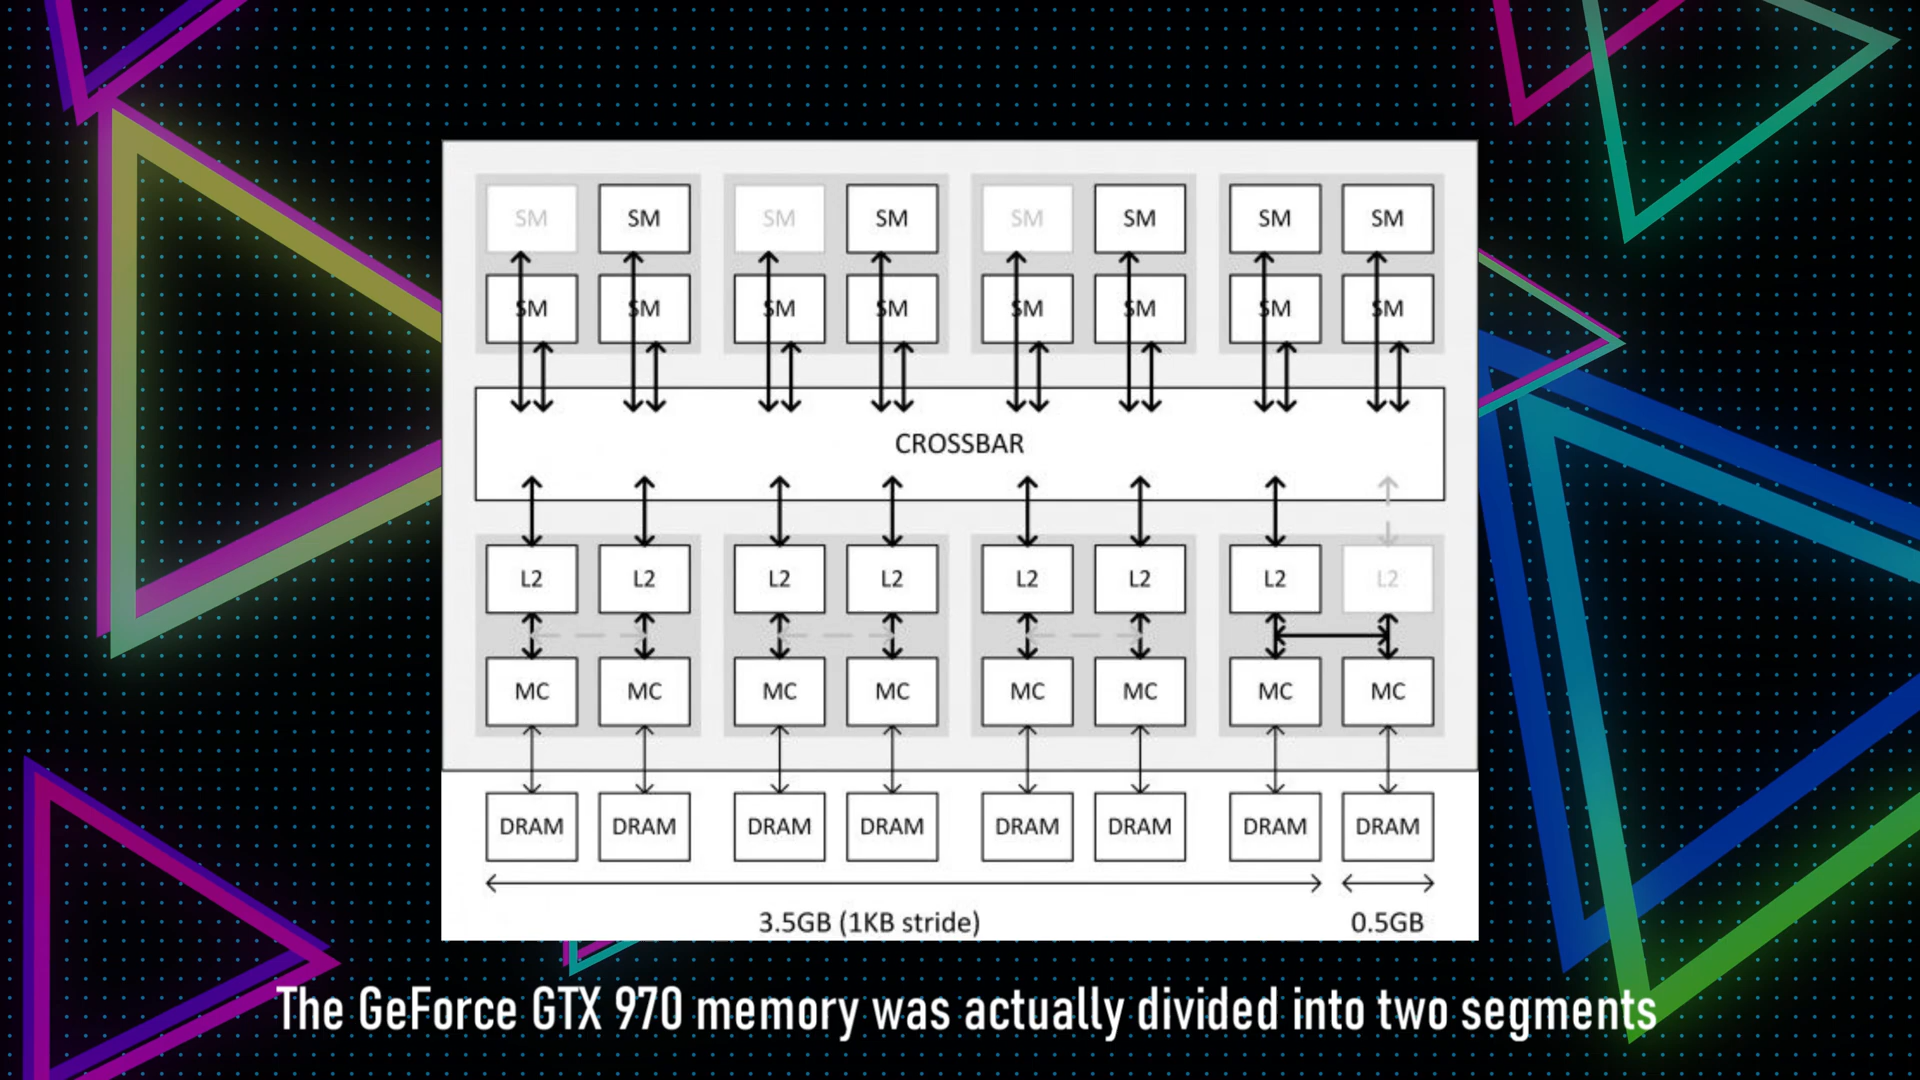 SM SM SM SM SM SM SM SM
SM SM SM SM SM SM SM SM
CROSSBAR
L2 L2 L2 L2 L2 L2 L2 L2
MC MC MC MC MC MC MC MC
DRAM DRAM DRAM DRAM DRAM DRAM DRAM DRAM
3.5GB (1KB stride) 0.5GB
The GeForce GTX 970 memory was actually divided into two segments